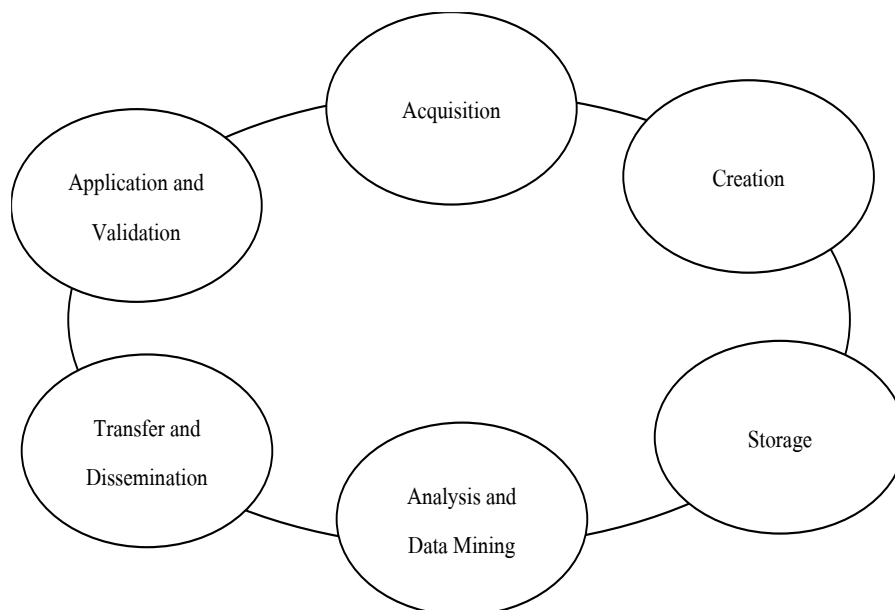 Acquisition
Creation
Storage
Analysis and
Data Mining
Transfer and
Dissemination
Application and
Validation